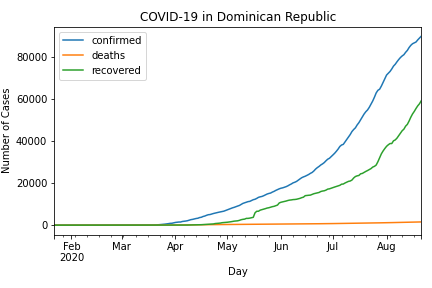 COVID-19 in Dominican Republic
confirmed
deaths
recovered
Number of Cases
80000
60000
40000
20000
0
Feb Mar Apr May Jun Jul Aug
2020
Day